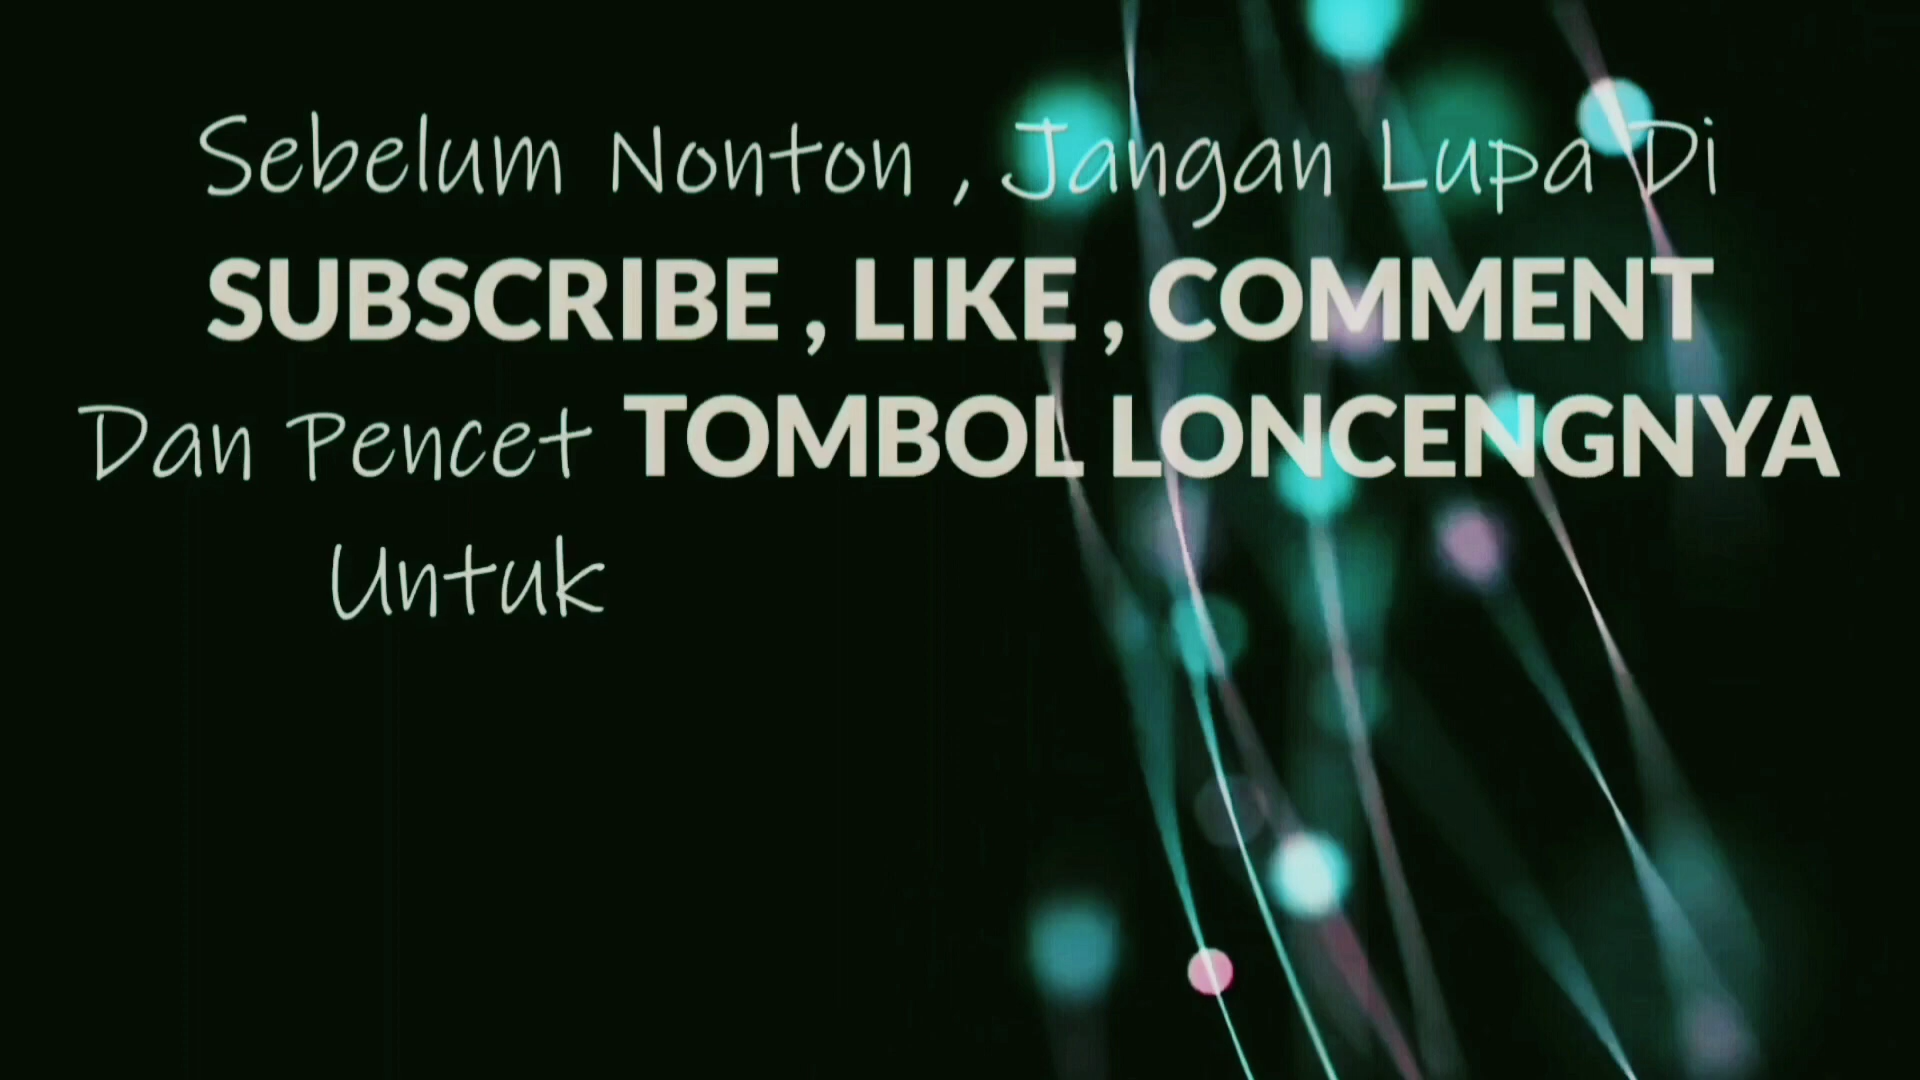 Sebelum Nonton , Jangan Lupa Di
SUBSCRIBE , LIKE , COMMENT
Dan Pencet TOMBOL LONCENGNYA
Untuk